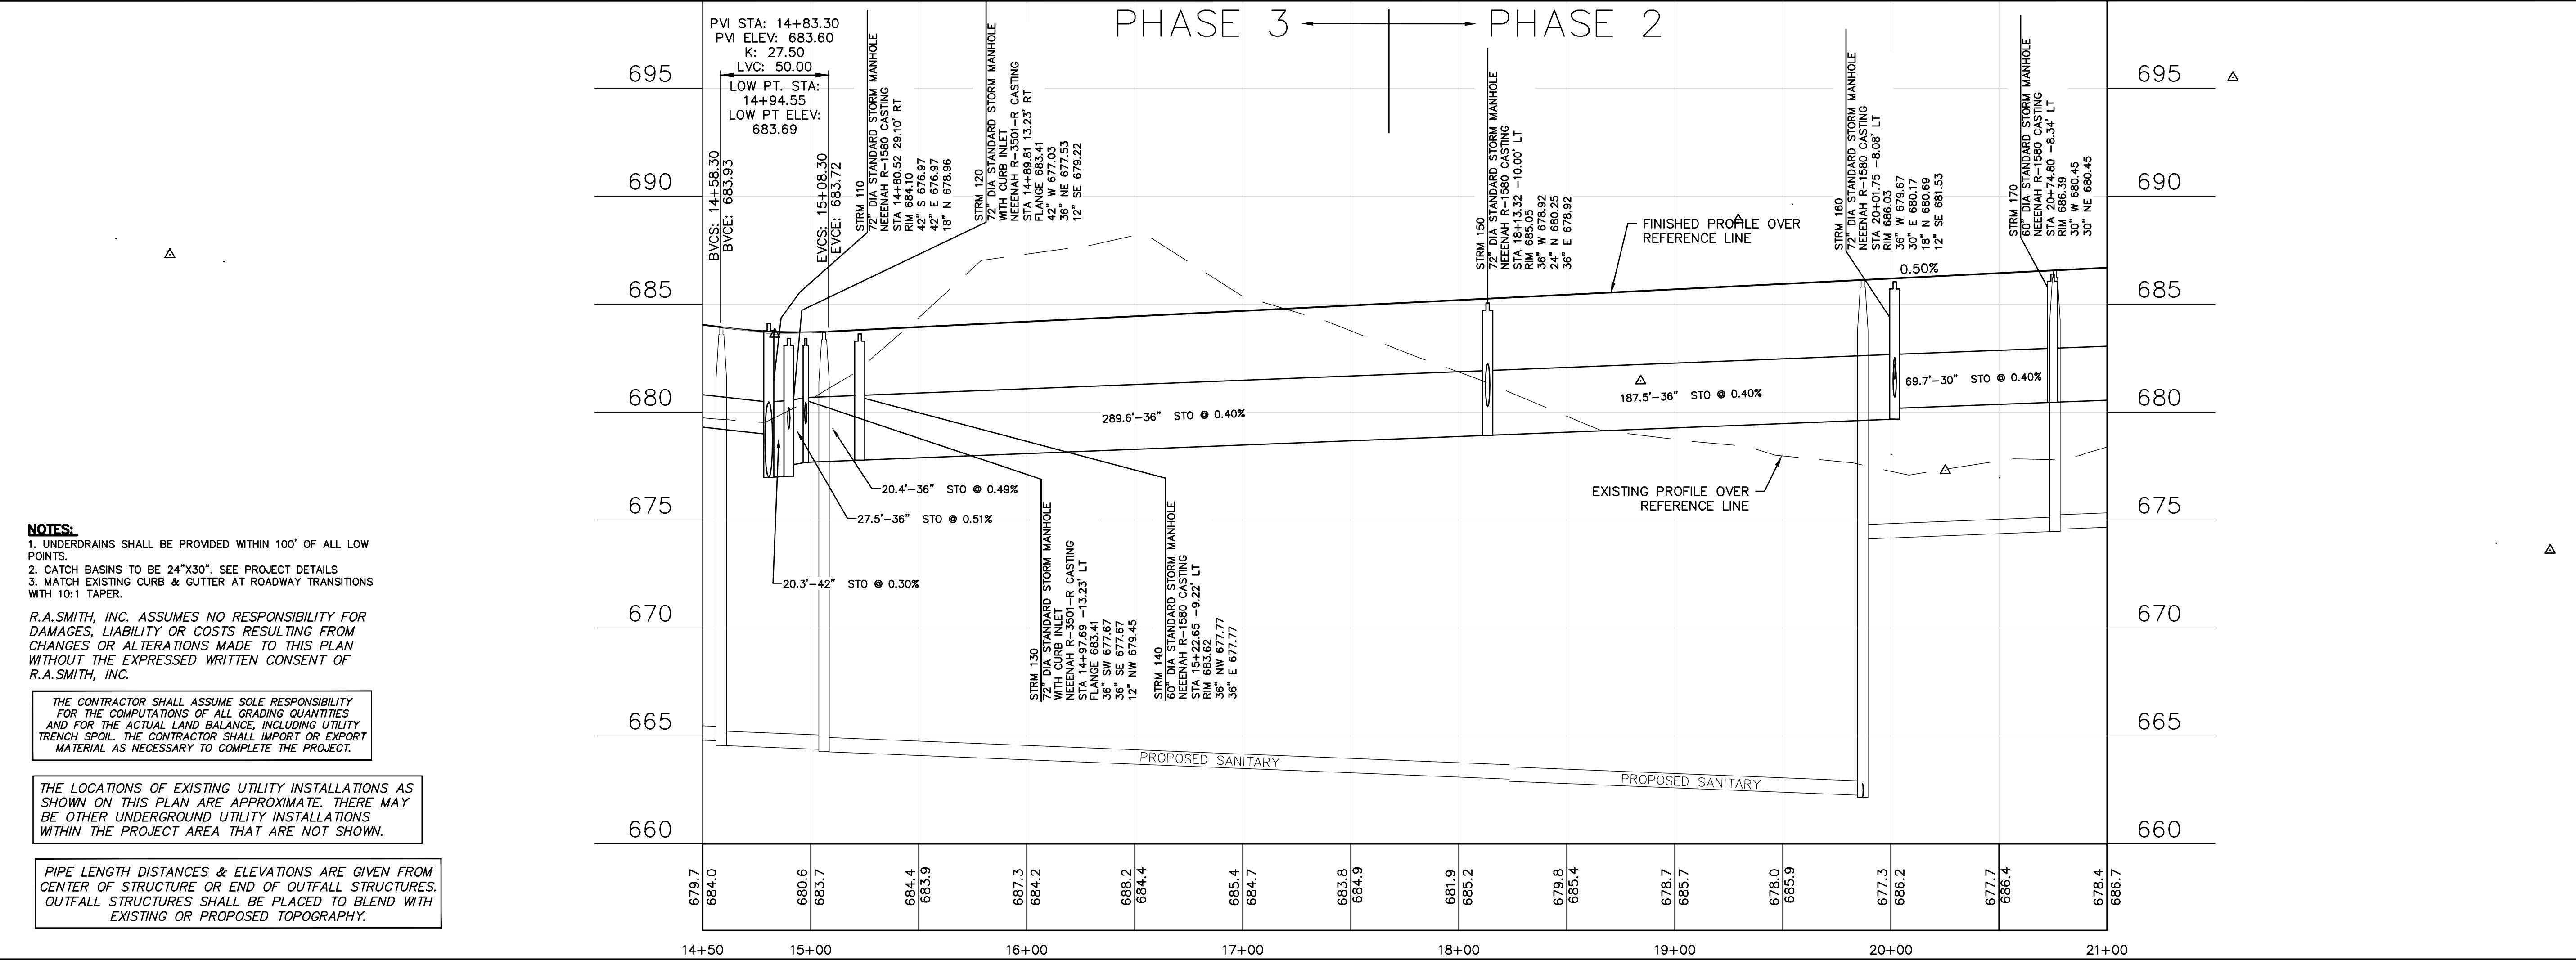 PHASE 3
PHASE 2
PVI STA: 14+83.30
PVI ELEV: 683.60
K: 27.50
LVC: 50.00
LOW PT. STA:
14+94.55
LOW PT ELEV:
683.69
BVCS: 14+58.30
BVCE: 683.93
EVCS: 15+08.30
EVCE: 683.72
STRM 110
72" DIA STANDARD STORM MANHOLE
NEEENAH R-1580 CASTING
STA 14+80.52 29.10' RT
RIM 684.10
42" S 676.97
42" E 676.97
18" N 678.96
STRM 120
72" DIA STANDARD STORM MANHOLE
WITH CURB INLET
NEEENAH R-3501-R CASTING
STA 14+89.81 13.23' RT
FLANGE 683.41
42" W 677.03
36" NE 677.53
12" SE 679.22
STRM 150
72" DIA STANDARD STORM MANHOLE
NEEENAH R-1580 CASTING
STA 18+13.32 -10.00' LT
RIM 685.05
36" W 678.92
24" N 680.25
36" E 678.92
FINISHED PROFILE OVER
REFERENCE LINE
STRM 160
72" DIA STANDARD STORM MANHOLE
NEEENAH R-1580 CASTING
STA 20+01.75 -8.08' LT
RIM 686.03
36" W 679.67
30" E 680.17
18" N 680.69
12" SE 681.53
0.50%
STRM 170
60" DIA STANDARD STORM MANHOLE
NEEENAH R-1580 CASTING
STA 20+74.80 -8.34' LT
RIM 686.39
30" W 680.45
30" NE 680.45
695
690
685
680
675
670
665
660
695
690
685
680
675
670
665
660
289.6'-36" STO @ 0.40%
187.5'-36" STO @ 0.40%
69.7'-30" STO @ 0.40%
20.4'-36" STO @ 0.49%
27.5'-36" STO @ 0.51%
20.3'-42" STO @ 0.30%
EXISTING PROFILE OVER
REFERENCE LINE
STRM 130
72" DIA STANDARD STORM MANHOLE
WITH CURB INLET
NEEENAH R-3501-R CASTING
STA 14+97.69 -13.23' LT
FLANGE 683.41
36" SW 677.67
36" SE 677.67
12" NW 679.45
STRM 140
60" DIA STANDARD STORM MANHOLE
NEEENAH R-1580 CASTING
STA 15+22.65 -9.22' LT
RIM 683.62
36" NW 677.77
36" E 677.77
PROPOSED SANITARY
PROPOSED SANITARY
NOTES:
1. UNDERDRAINS SHALL BE PROVIDED WITHIN 100' OF ALL LOW
POINTS.
2. CATCH BASINS TO BE 24"X30". SEE PROJECT DETAILS
3. MATCH EXISTING CURB & GUTTER AT ROADWAY TRANSITIONS
WITH 10:1 TAPER.
R.A.SMITH, INC. ASSUMES NO RESPONSIBILITY FOR
DAMAGES, LIABILITY OR COSTS RESULTING FROM
CHANGES OR ALTERATIONS MADE TO THIS PLAN
WITHOUT THE EXPRESSED WRITTEN CONSENT OF
R.A.SMITH, INC.
THE CONTRACTOR SHALL ASSUME SOLE RESPONSIBILITY
FOR THE COMPUTATIONS OF ALL GRADING QUANTITIES
AND FOR THE ACTUAL LAND BALANCE, INCLUDING UTILITY
TRENCH SPOIL. THE CONTRACTOR SHALL IMPORT OR EXPORT
MATERIAL AS NECESSARY TO COMPLETE THE PROJECT.
THE LOCATIONS OF EXISTING UTILITY INSTALLATIONS AS
SHOWN ON THIS PLAN ARE APPROXIMATE. THERE MAY
BE OTHER UNDERGROUND UTILITY INSTALLATIONS
WITHIN THE PROJECT AREA THAT ARE NOT SHOWN.
PIPE LENGTH DISTANCES & ELEVATIONS ARE GIVEN FROM
CENTER OF STRUCTURE OR END OF OUTFALL STRUCTURES.
OUTFALL STRUCTURES SHALL BE PLACED TO BLEND WITH
EXISTING OR PROPOSED TOPOGRAPHY.
679.7
684.0
680.6
683.7
684.4
683.9
687.3
684.2
688.2
684.4
685.4
684.7
683.8
684.9
681.9
685.2
679.8
685.4
678.7
685.7
678.0
685.9
677.3
686.2
677.7
686.4
678.4
686.7
14+50
15+00
16+00
17+00
18+00
19+00
20+00
21+00